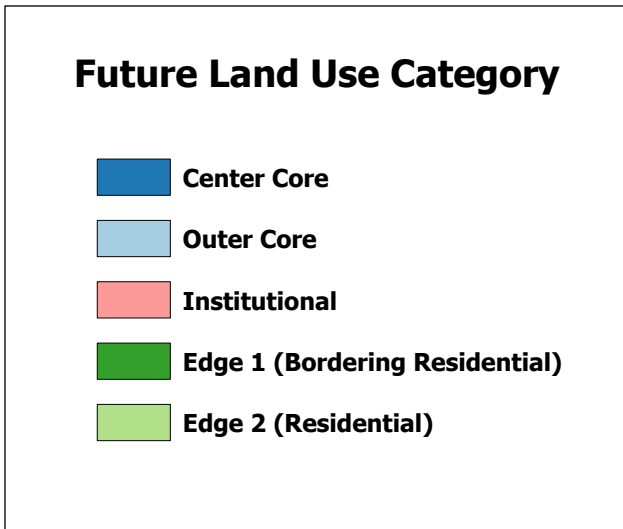 Future Land Use Category
Center Core
Outer Core
Institutional
Edge 1 (Bordering Residential)
Edge 2 (Residential)